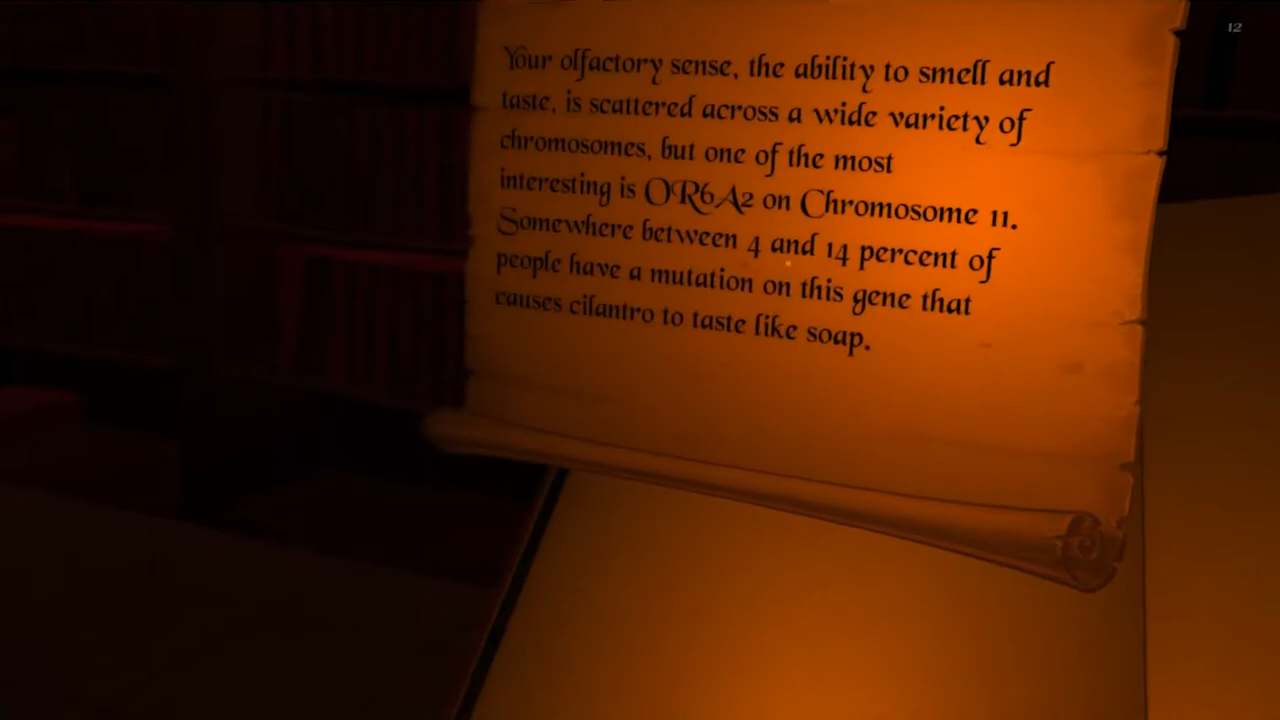 12
Your olfactory sense, the ability to smell and
taste, is scattered across a wide variety of
chromosomes, but one of the most
interesting is OR6A2 on Chromosome 11.
Somewhere between 4 and 14 percent of
people have a mutation on this gene that
causes cilantro to taste like soap.